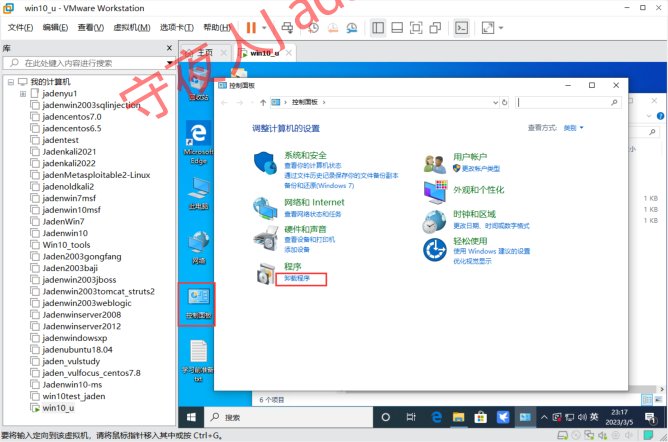 win10_u - VMware Workstation
文件(F) 编辑(E) 查看(V) 虚拟机(M) 选项卡(T) 帮助(H)
库
在此处键入内容进行搜索
我的计算机
jadenyu1
jadenwin2003sqlinjection
jadencentos7.0
jadencentos6.5
jadentest
Jadenkali2021
jadenkali2022
jadenMetasploitable2-Linux
jadenoldkali2
jadenwin7msf
jadenwin10msf
JadenWin7
Jadenwin10
Win10_tools
Jaden2003gongfang
Jaden2003baji
jadenwin2003jboss
Jadenwin2003tomcat_struts2
jadenwin2003weblogic
Jadenwinserver2008
Jadenwinserver2012
jadenwindowsxp
jadenubuntu18.04
jaden_vulstudy
jaden_vulfocus_centos7.8
Jadenwin10-ms
win10test_jaden
win10_u
主页
win10_u
守夜人J
回收站
Microsoft
Edge
此电脑
网络
控制面板
txt
控制面板
控制面板
调整计算机的设置
查看方式: 类别
系统和安全
查看你的计算机状态
通过文件历史记录保存你的文件备份副本
备份和还原(Windows 7)
网络和 Internet
查看网络状态和任务
硬件和声音
查看设备和打印机
添加设备
程序
卸载程序
用户帐户
更改帐户类型
外观和个性化
时钟和区域
更改日期、时间或数字格式
轻松使用
使用 Windows 建议的设置
优化视觉显示
小
1 KB
1 KB
1 KB
6 个项目
搜索
英
23:17
2023/3/5
要将输入定向到该虚拟机，请将鼠标指针移入其中或按 Ctrl+G。